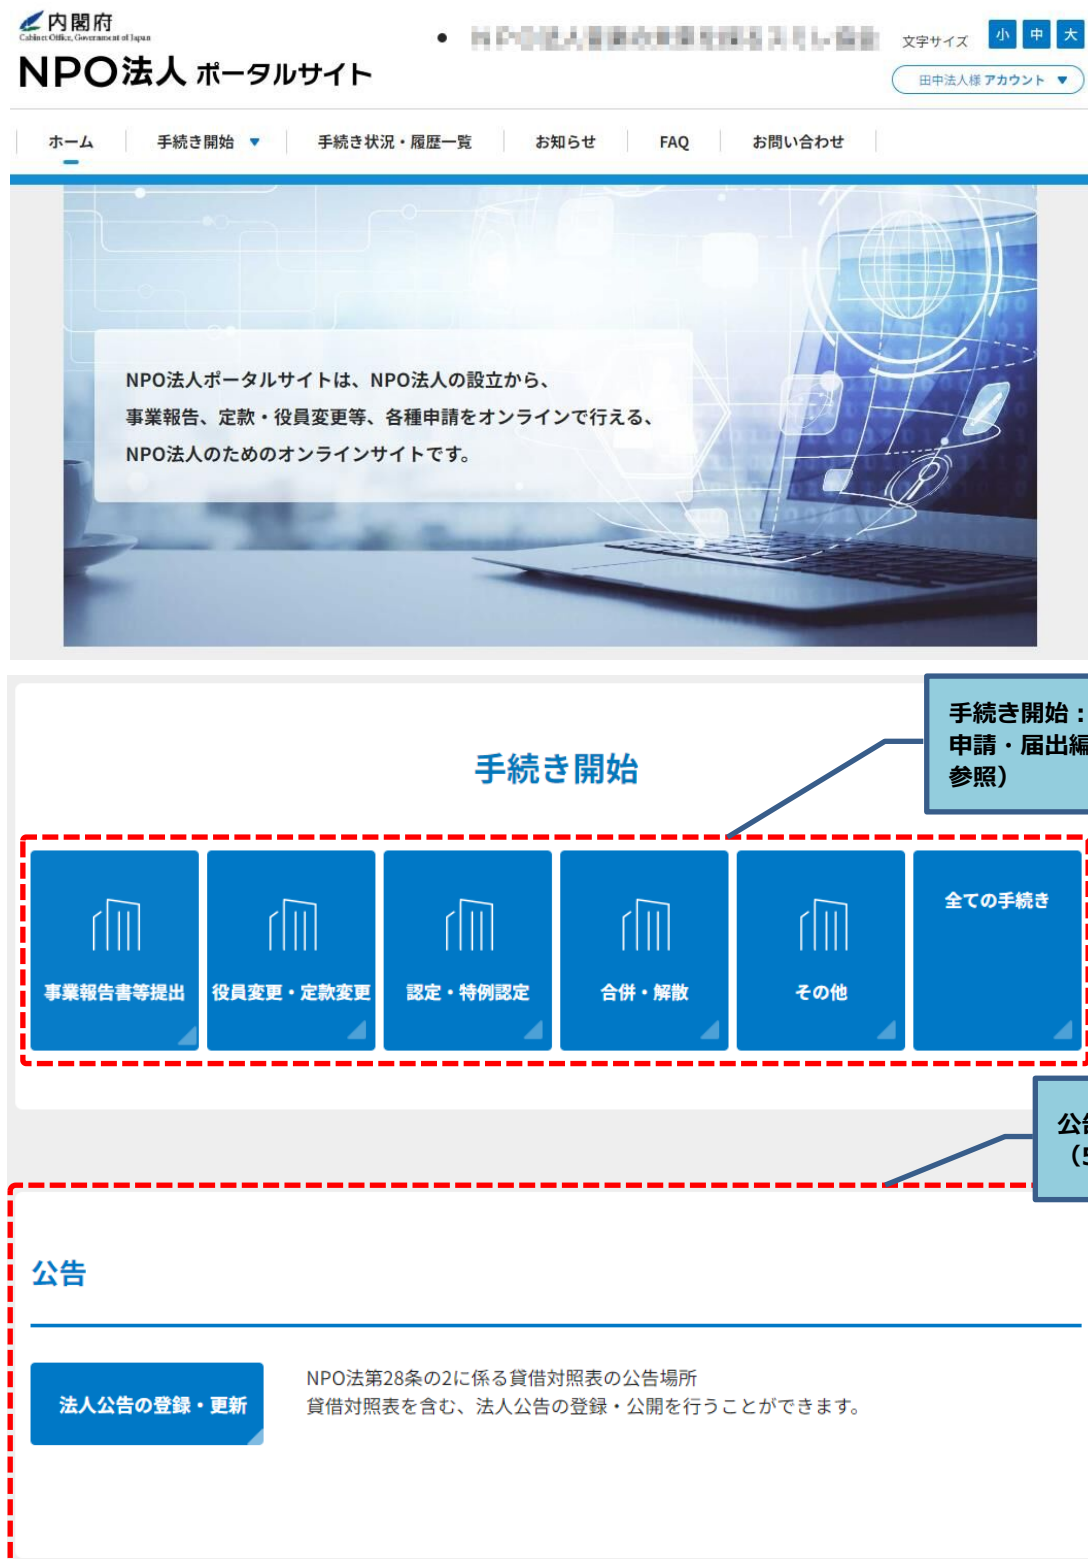 内閣府
Cabinet Office, Government of Japan
文字サイズ 小 中 大
NPO法人 ポータルサイト
田中法人様 アカウント ▼
ホーム 手続き開始 ▼ 手続き状況・履歴一覧 お知らせ FAQ お問い合わせ
NPO法人ポータルサイトは、NPO法人の設立から、
事業報告、定款・役員変更等、各種申請をオンラインで行える、
NPO法人のためのオンラインサイトです。
手続き開始：
申請・届出編
参照）
手続き開始
全ての手続き
事業報告書等提出 役員変更・定款変更 認定・特例認定 合併・解散 その他
公告
（5
公告
法人公告の登録・更新
NPO法第28条の2に係る貸借対照表の公告場所
貸借対照表を含む、法人公告の登録・公開を行うことができます。